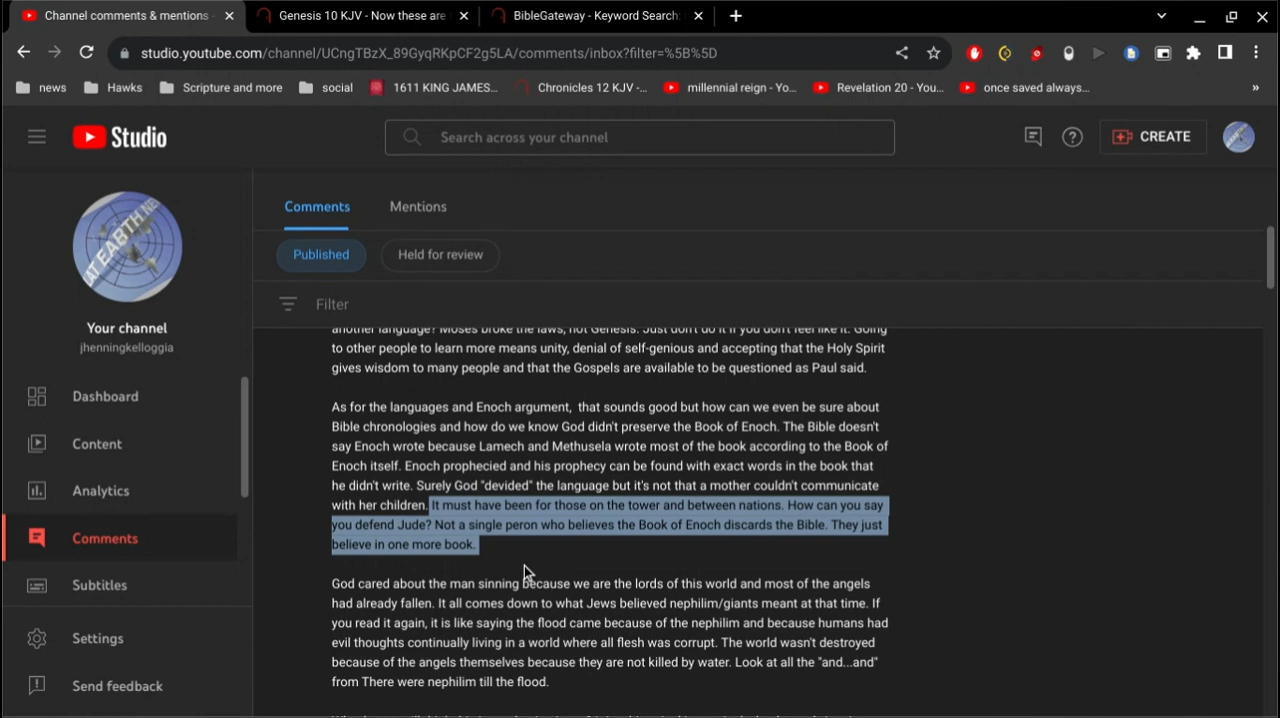 Channel comments & mentions -
Genesis 10 KJV - Now these are
BibleGateway - Keyword Search:
studio.youtube.com/channel/UCngTBzX_89GyqRKpCF2g5LA/comments/inbox?filter=%5B%5D
news
Hawks
Scripture and more
social
1611 KING JAMES...
Chronicles 12 KJV -...
millennial reign - Yo...
Revelation 20 - You...
once saved always...
»
Studio
Search across your channel
CREATE
Your channel
jhenningkelloggia
Dashboard
Content
Analytics
Comments
Subtitles
Settings
Send feedback
Comments
Mentions
Published
Held for review
Filter
another language? Moses broke the laws, not Genesis. Just don't do it if you don't feel like it. Going
to other people to learn more means unity, denial of self-genious and accepting that the Holy Spirit
gives wisdom to many people and that the Gospels are available to be questioned as Paul said.
As for the languages and Enoch argument, that sounds good but how can we even be sure about
Bible chronologies and how do we know God didn't preserve the Book of Enoch. The Bible doesn't
say Enoch wrote because Lamech and Methusela wrote most of the book according to the Book of
Enoch itself. Enoch prophecied and his prophecy can be found with exact words in the book that
he didn't write. Surely God "devided" the language but it's not that a mother couldn't communicate
with her children. It must have been for those on the tower and between nations. How can you say
you defend Jude? Not a single peron who believes the Book of Enoch discards the Bible. They just
believe in one more book.
God cared about the man sinning because we are the lords of this world and most of the angels
had already fallen. It all comes down to what Jews believed nephilim/giants meant at that time. If
you read it again, it is like saying the flood came because of the nephilim and because humans had
evil thoughts continually living in a world where all flesh was corrupt. The world wasn't destroyed
because of the angels themselves because they are not killed by water. Look at all the "and...and"
from There were nephilim till the flood.